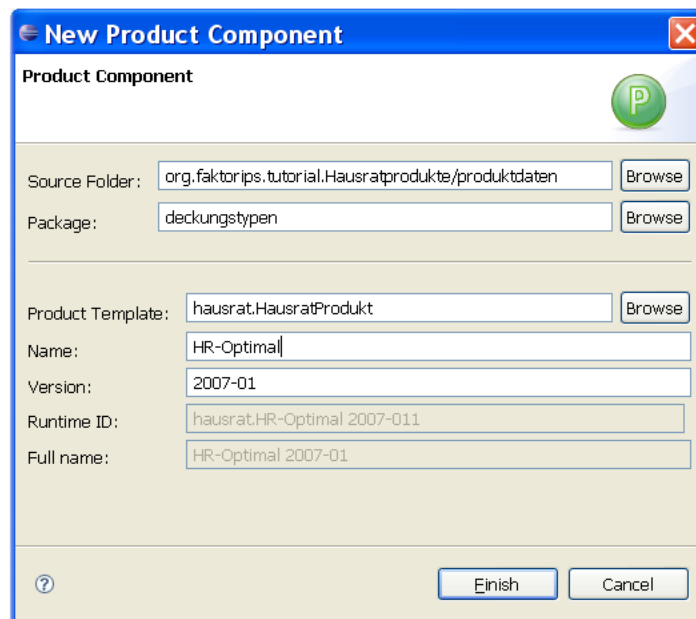 New Product Component
Product Component
P
Source Folder: org.faktorips.tutorial.Hausratprodukte/produktdaten Browse
Package: deckungstypen Browse
Product Template: hausrat.HausratProdukt Browse
Name: HR-Optimal
Version: 2007-01
Runtime ID: hausrat.HR-Optimal 2007-011
Full name: HR-Optimal 2007-01
? Finish Cancel